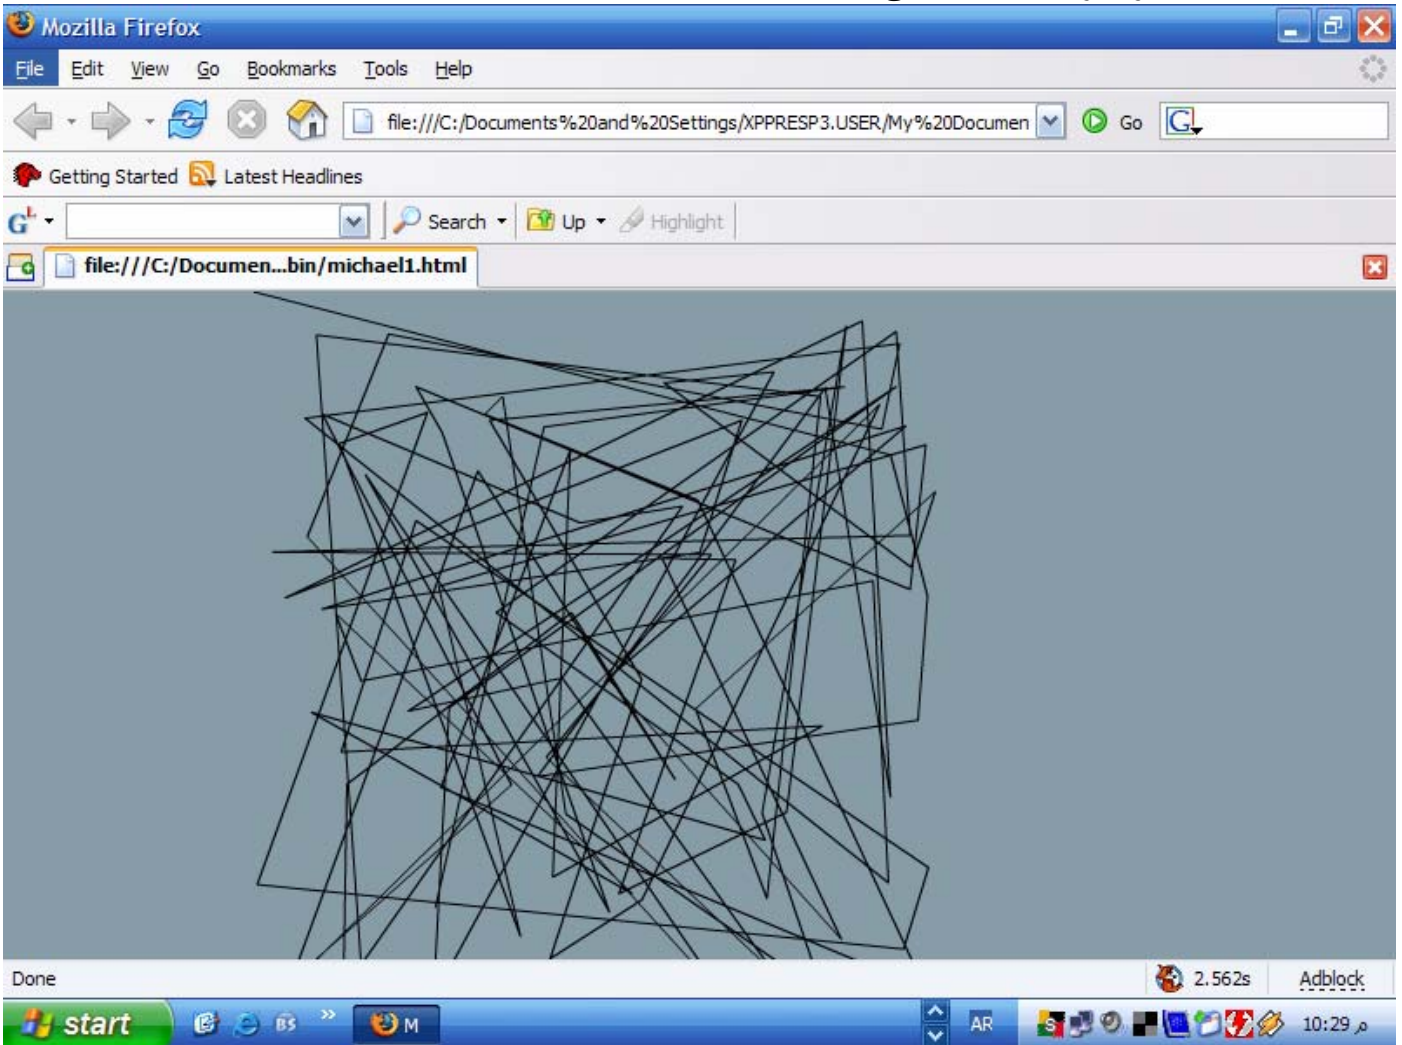 Mozilla Firefox
File Edit View Go Bookmarks Tools Help
file:///C:/Documents%20and%20Settings/XPPRESP3.USER/My%20Documen Go G
Getting Started Latest Headlines
G Search Up Highlight
file:///C:/Documen...bin/michael1.html
Done 2.562s Adblock
start BS » M AR S 10:29 م